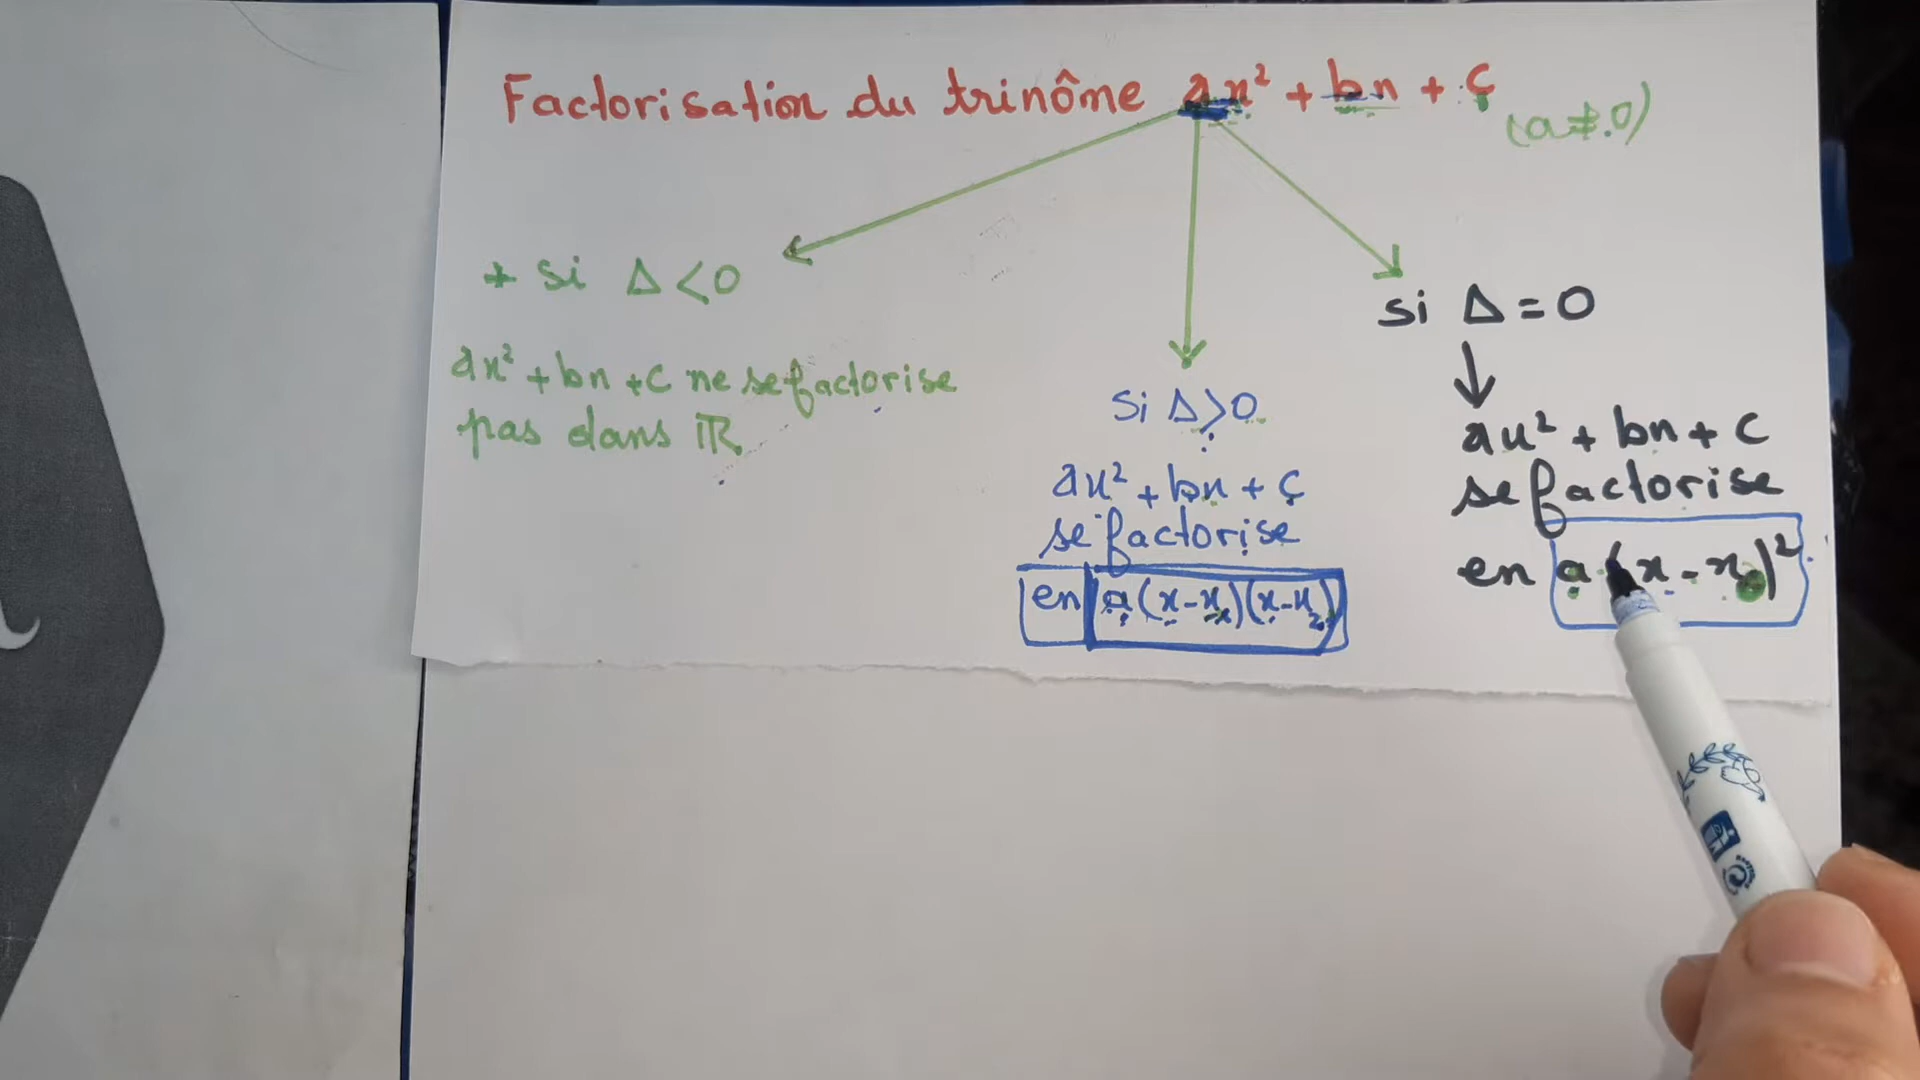 Factorisation du trinôme ax² + bx + c
(a≠0)
* si Δ<0
ax² + bx + c ne se factorise
pas dans ℝ
si Δ>0
ax² + bx + c
se factorise
en a(x-x₁)(x-x₂)
si Δ=0
ax² + bx + c
se factorise
en a(x-x₀)²